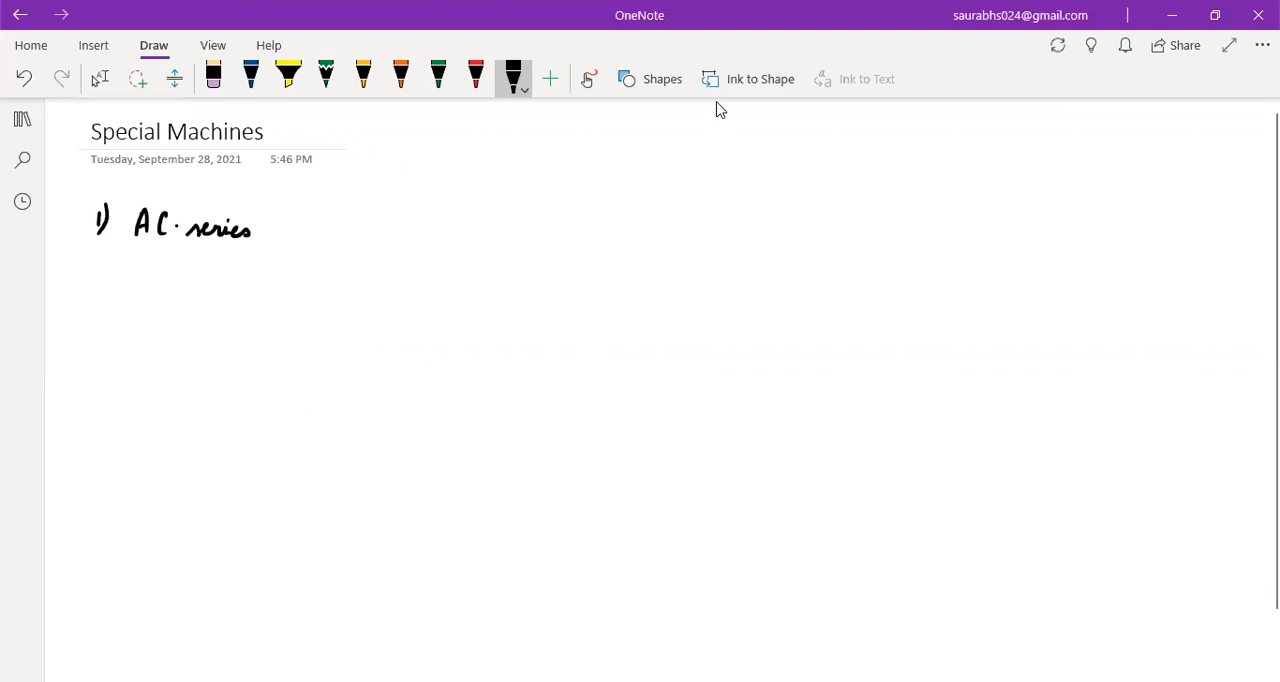 OneNote
saurabhs024@gmail.com
Home Insert Draw View Help
Share
Shapes Ink to Shape Ink to Text
Special Machines
Tuesday, September 28, 2021 5:46 PM
1) AC. series